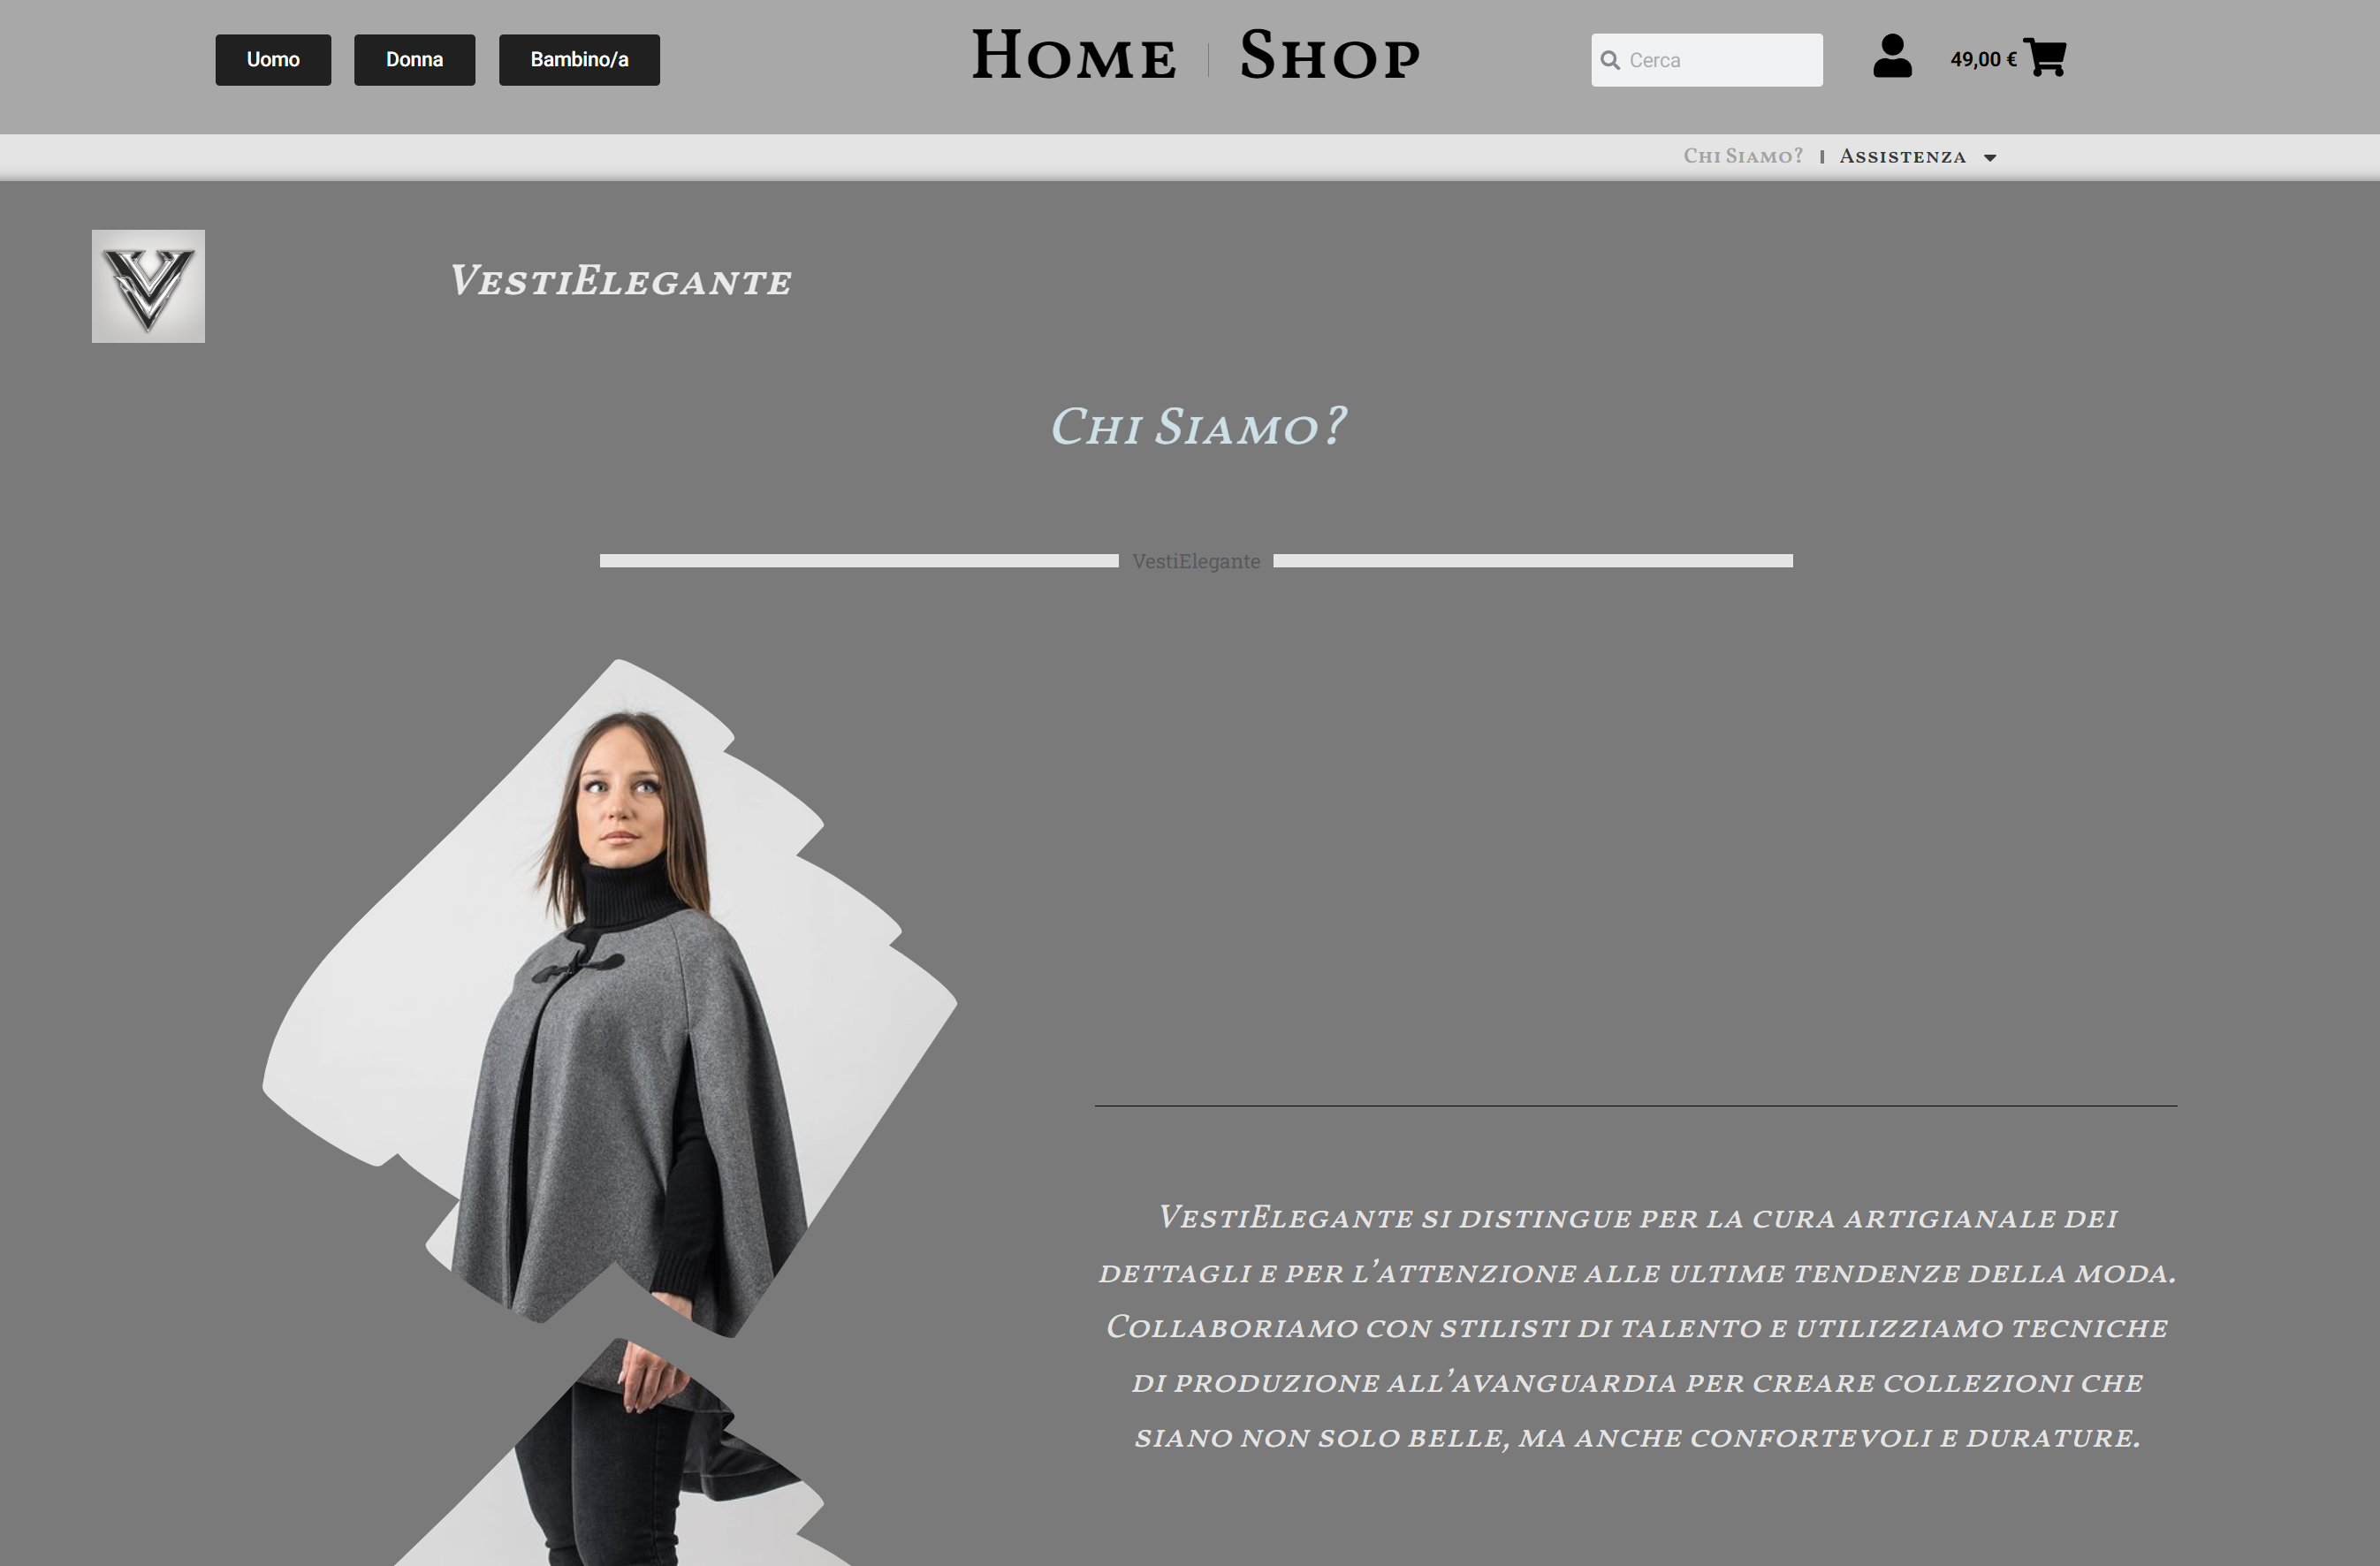 Uomo
Donna
Bambino/a
Home
Shop
Cerca
49,00 €
Chi Siamo?
Assistenza
VestiElegante
Chi Siamo?
VestiElegante
VestiElegante si distingue per la cura artigianale dei
dettagli e per l’attenzione alle ultime tendenze della moda.
Collaboriamo con stilisti di talento e utilizziamo tecniche
di produzione all’avanguardia per creare collezioni che
siano non solo belle, ma anche confortevoli e durature.